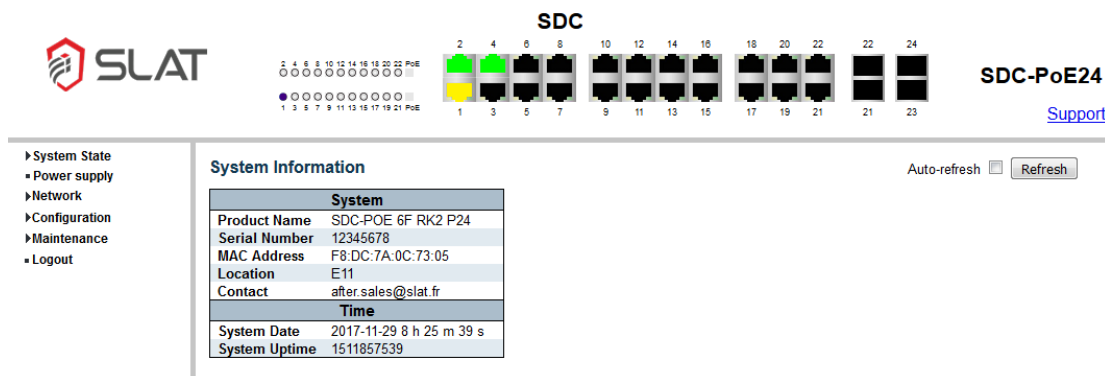 SDC
SLAT
2 4 6 8 10 12 14 16 18 20 22 PoE
1 3 5 7 9 11 13 15 17 19 21 PoE
2 4 6 8 10 12 14 16 18 20 22 22 24
1 3 5 7 9 11 13 15 17 19 21 21 23
SDC-PoE24
Support
System State
Power supply
Network
Configuration
Maintenance
Logout
System Information
Auto-refresh Refresh
System
Product Name SDC-POE 6F RK2 P24
Serial Number 12345678
MAC Address F8:DC:7A:0C:73:05
Location E11
Contact after.sales@slat.fr
Time
System Date 2017-11-29 8 h 25 m 39 s
System Uptime 1511857539